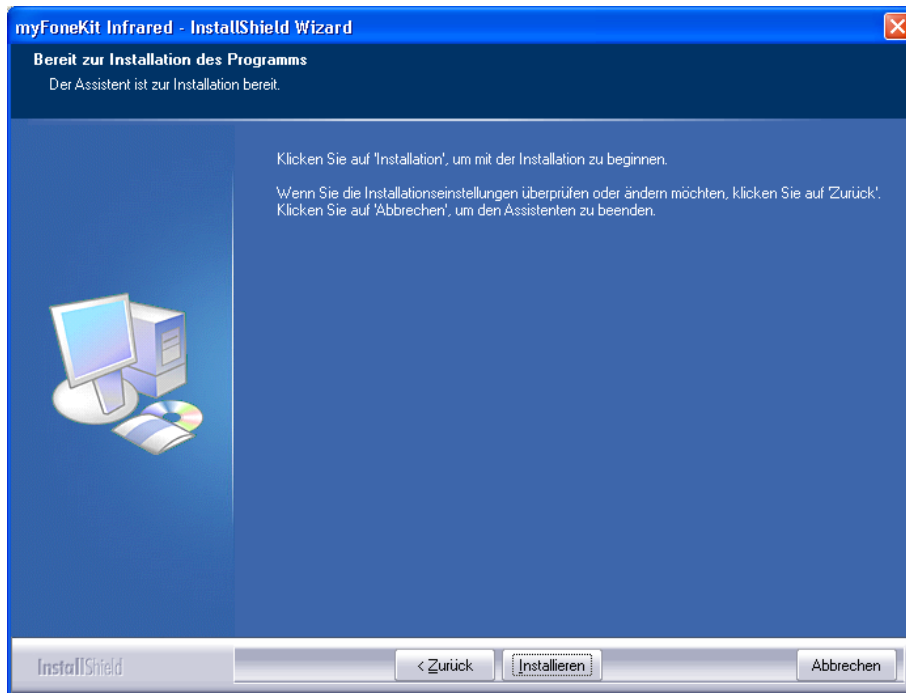 myFoneKit Infrared - InstallShield Wizard
Bereit zur Installation des Programms
Der Assistent ist zur Installation bereit.
Klicken Sie auf 'Installation', um mit der Installation zu beginnen.
Wenn Sie die Installationseinstellungen überprüfen oder ändern möchten, klicken Sie auf 'Zurück'.
Klicken Sie auf 'Abbrechen', um den Assistenten zu beenden.
InstallShield
< Zurück
Installieren
Abbrechen